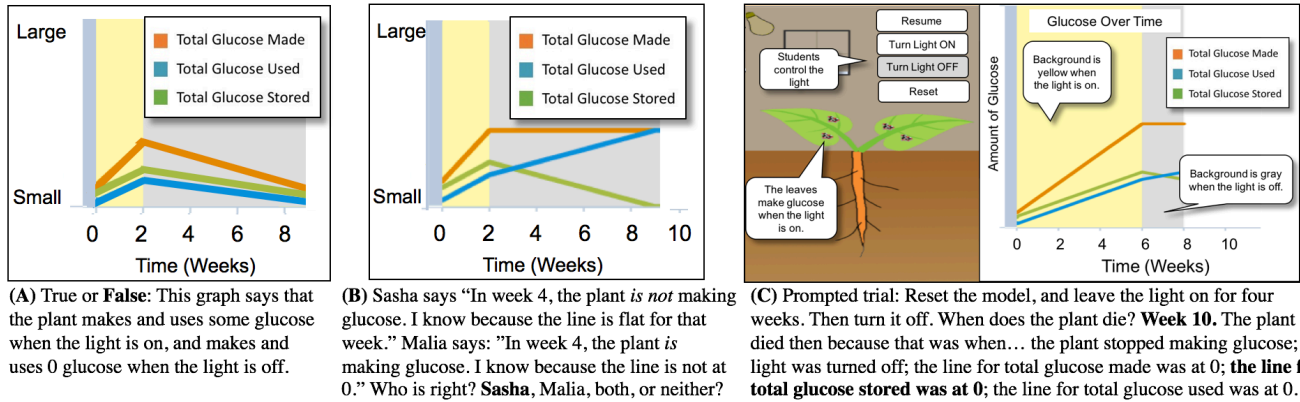 Large
Small
Total Glucose Made
Total Glucose Used
Total Glucose Stored
0 2 4 6 8
Time (Weeks)
(A) True or False: This graph says that
the plant makes and uses some glucose
when the light is on, and makes and
uses 0 glucose when the light is off.
Large
Small
Total Glucose Made
Total Glucose Used
Total Glucose Stored
0 2 4 6 8 10
Time (Weeks)
(B) Sasha says “In week 4, the plant is not making
glucose. I know because the line is flat for that
week.” Malia says: ”In week 4, the plant is
making glucose. I know because the line is not at
0.” Who is right? Sasha, Malia, both, or neither?
Resume
Turn Light ON
Turn Light OFF
Reset
Students
control the
light
The leaves
make glucose
when the light
is on.
Glucose Over Time
Amount of Glucose
Background is
yellow when
the light is on.
Total Glucose Made
Total Glucose Used
Total Glucose Stored
Background is gray
when the light is off.
0 2 4 6 8 10
Time (Weeks)
(C) Prompted trial: Reset the model, and leave the light on for four
weeks. Then turn it off. When does the plant die? Week 10. The plant
died then because that was when… the plant stopped making glucose;
light was turned off; the line for total glucose made was at 0; the line
total glucose stored was at 0; the line for total glucose used was at 0.